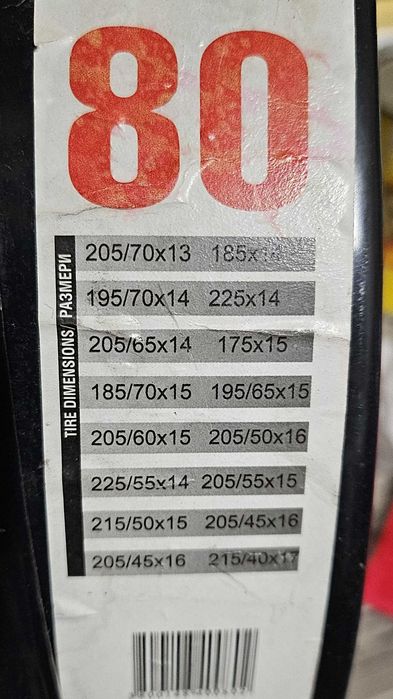 80
TIRE DIMENSIONS/ РАЗМЕРИ
205/70x13 185x14
195/70x14 225x14
205/65x14 175x15
185/70x15 195/65x15
205/60x15 205/50x16
225/55x14 205/55x15
215/50x15 205/45x16
205/45x16 215/40x17